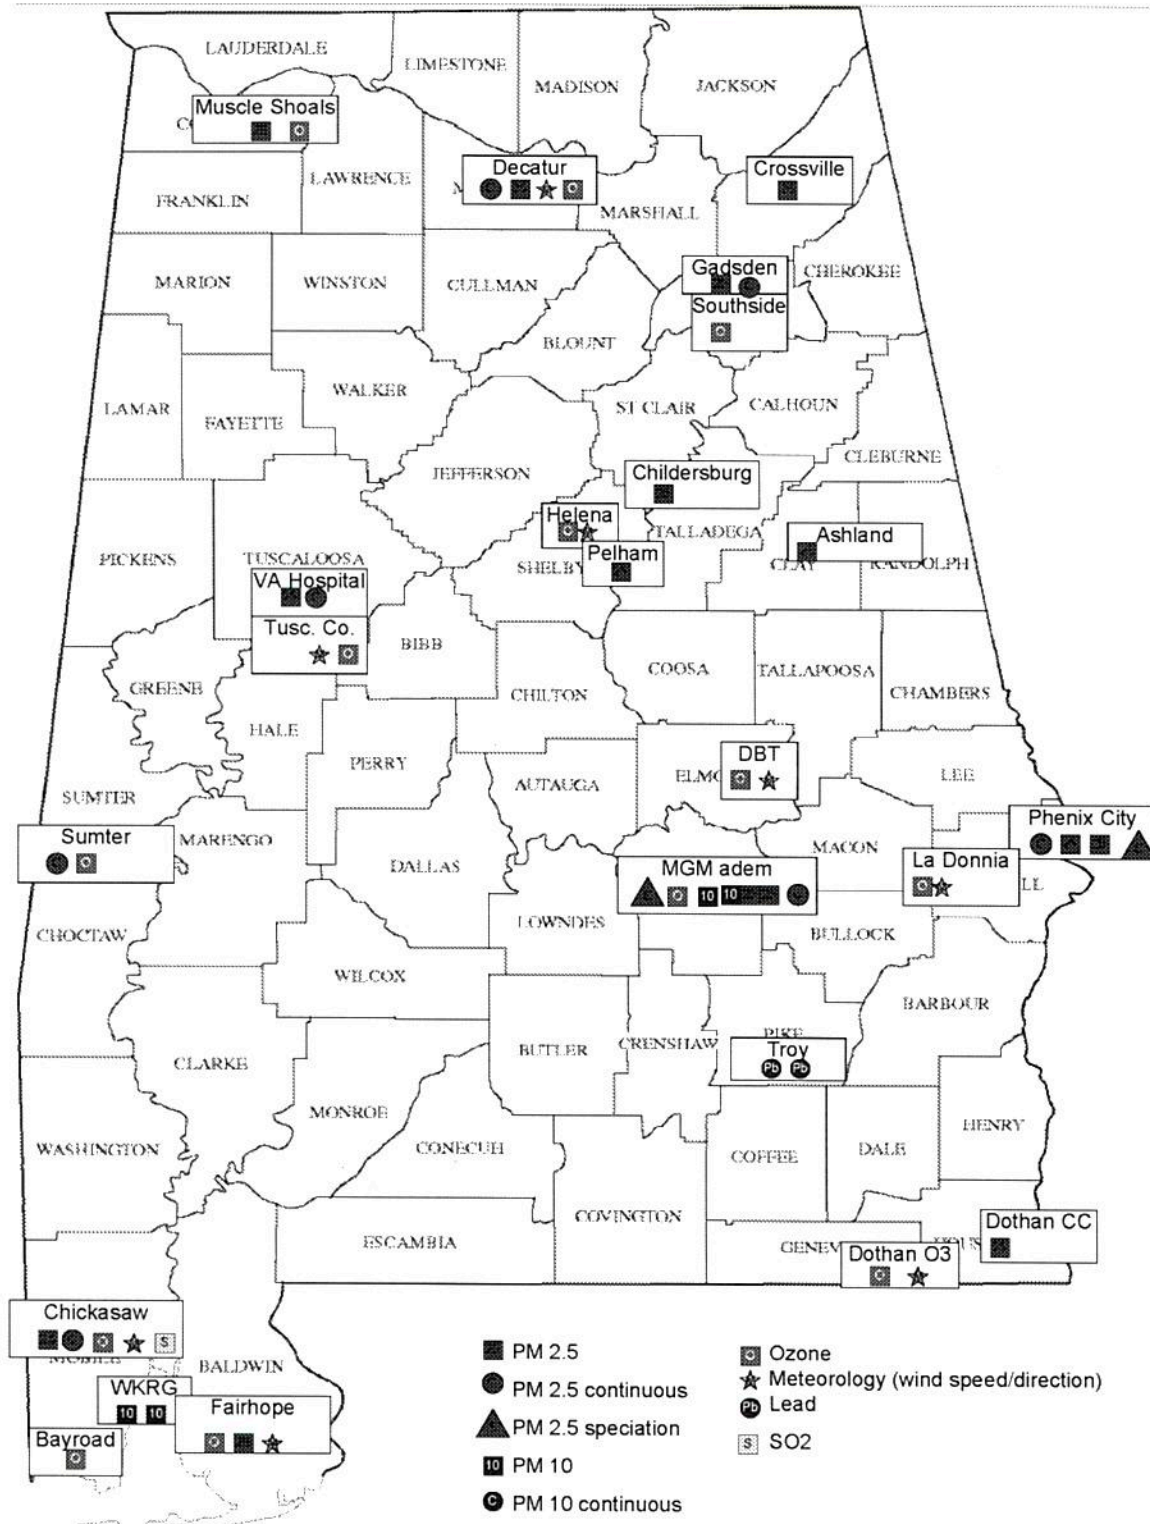 LAUDERDALE
LIMESTONE
MADISON
JACKSON
Muscle Shoals
Decatur
Crossville
LAWRENCE
FRANKLIN
MARSHALL
Gadsden
CHEROKEE
MARION
WINSTON
CULLMAN
Southside
BLOUNT
WALKER
LAMAR
FAYETTE
ST CLAIR
CALHOUN
CLEBURNE
JEFFERSON
Childersburg
Helena
TALLADEGA
Ashland
PICKENS
TUSCALOOSA
Pelham
SHELBY
CLAY
RANDOLPH
VA Hospital
Tusc. Co.
BIBB
COOSA
TALLAPOOSA
GREENE
CHILTON
CHAMBERS
HALE
DBT
PERRY
ELMO
LEE
AUTAUGA
SUMTER
Phenix City
Sumter
MARENGO
MACON
DALLAS
MGM adem
La Donnia
10 10
LL
LOWNDES
CHOCTAW
BULLOCK
WILCOX
BARBOUR
PIKE
BUTLER
CRENSHAW
Troy
CLARKE
Pb Pb
MONROE
HENRY
WASHINGTON
CONECUH
COFFEE
DALE
COVINGTON
Dothan CC
ESCAMBIA
GENEV
OUS
Dothan O3
Chickasaw
S
MOBILE
BALDWIN
WKRG
10 10
Fairhope
Bayroad
PM 2.5
PM 2.5 continuous
PM 2.5 speciation
10 PM 10
C PM 10 continuous
Ozone
Meteorology (wind speed/direction)
Pb Lead
S SO2